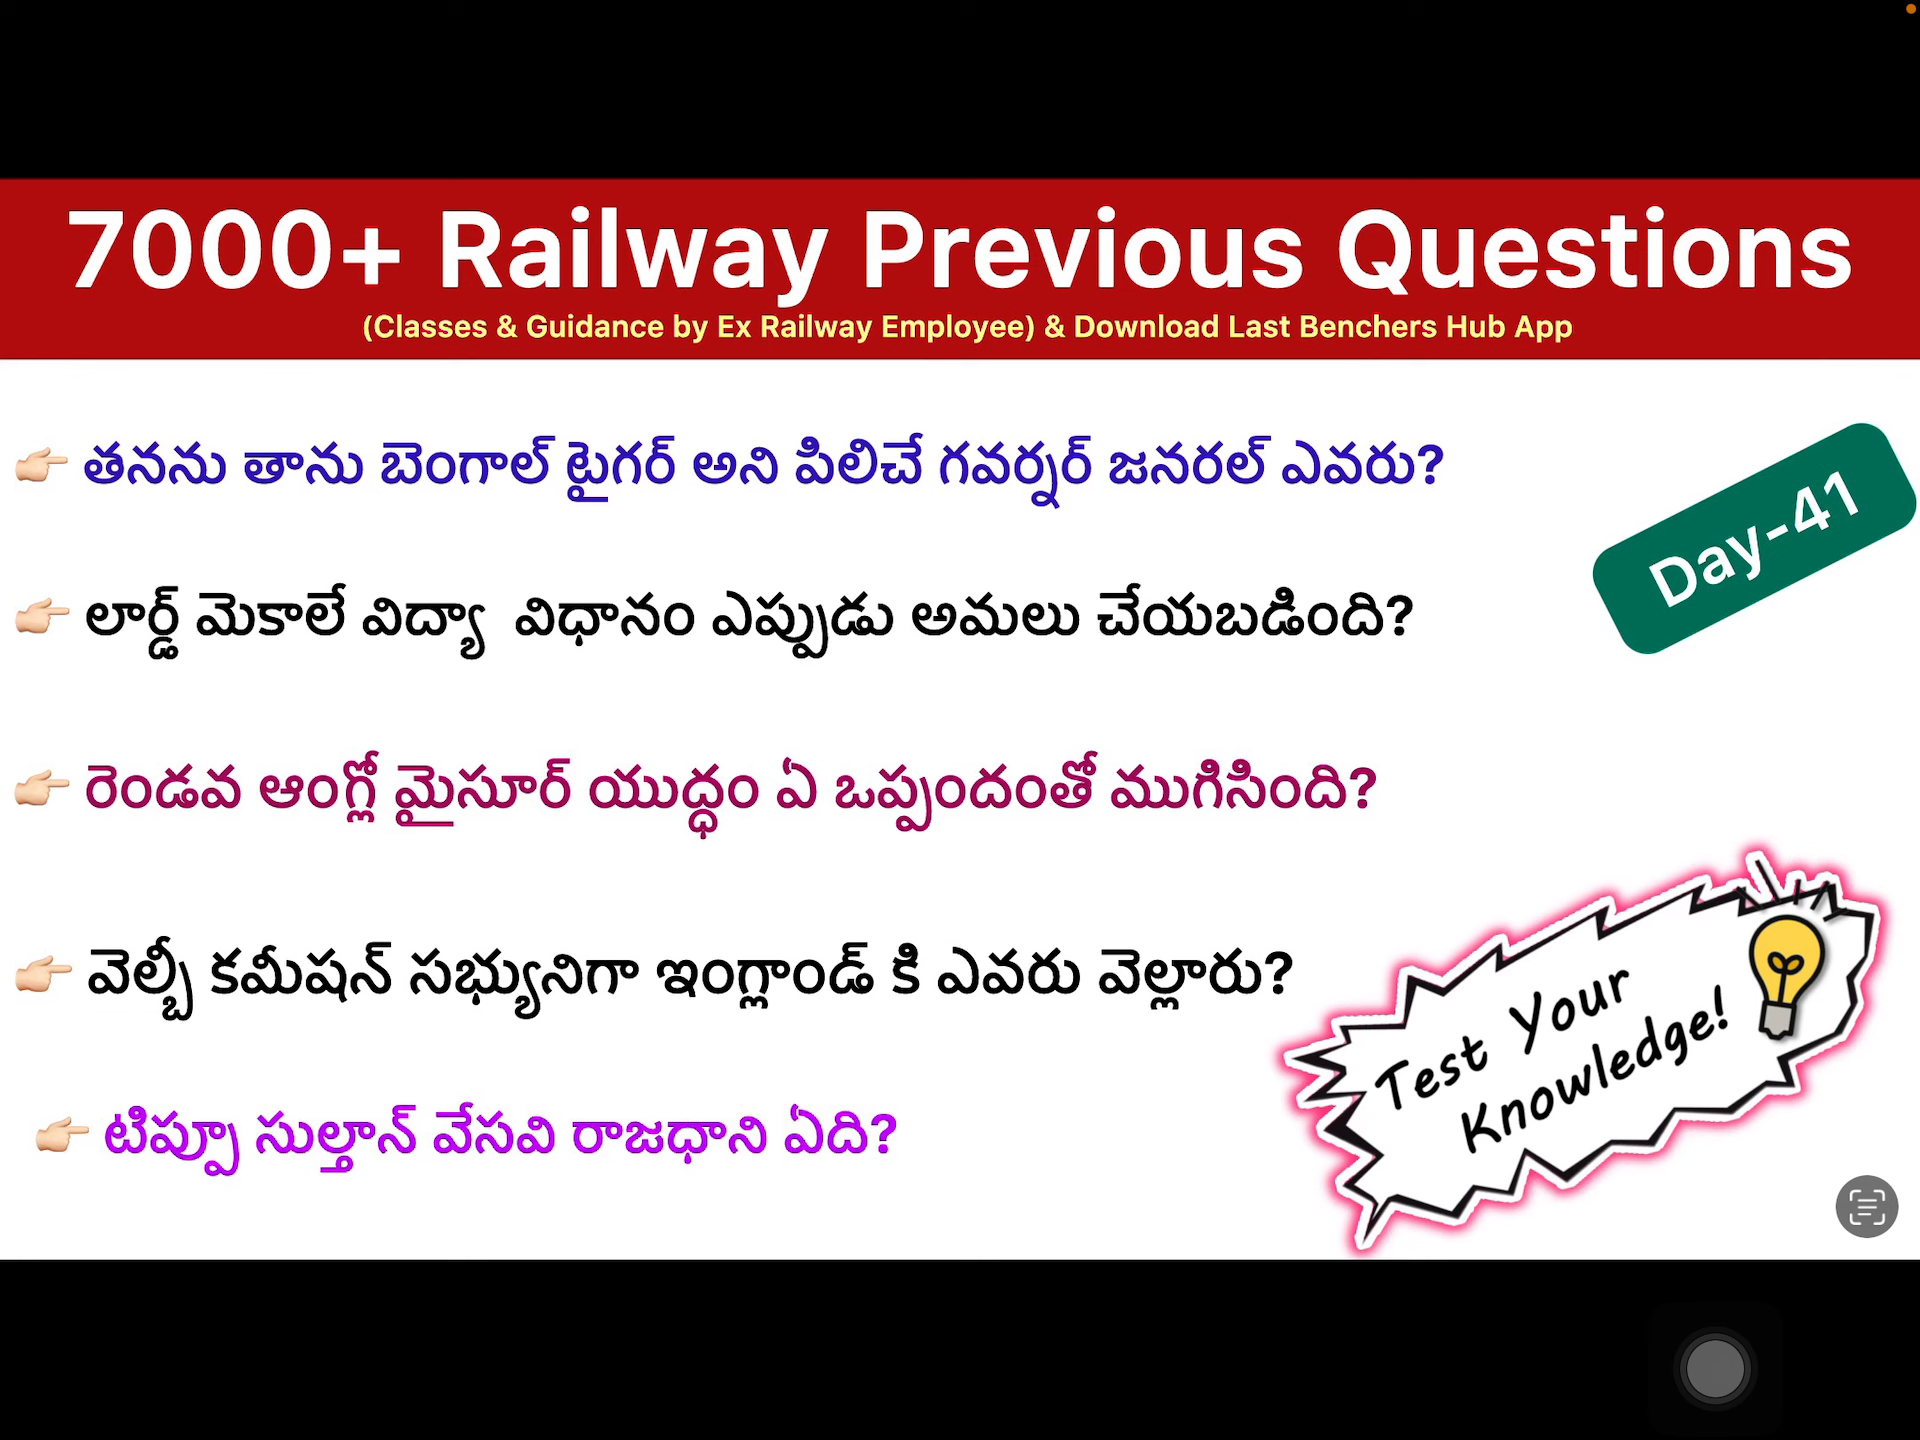 7000+ Railway Previous Questions
(Classes & Guidance by Ex Railway Employee) & Download Last Benchers Hub App
👉🏻 తనను తాను బెంగాల్ టైగర్ అని పిలిచే గవర్నర్ జనరల్ ఎవరు?
Day-41
👉🏻 లార్డ్ మెకాలే విద్యా విధానం ఎప్పుడు అమలు చేయబడింది?
👉🏻 రెండవ ఆంగ్లో మైసూర్ యుద్ధం ఏ ఒప్పందంతో ముగిసింది?
👉🏻 వెల్బీ కమీషన్ సభ్యునిగా ఇంగ్లాండ్ కి ఎవరు వెల్లారు?
Test Your
Knowledge!
👉🏻 టిప్పూ సుల్తాన్ వేసవి రాజధాని ఏది?